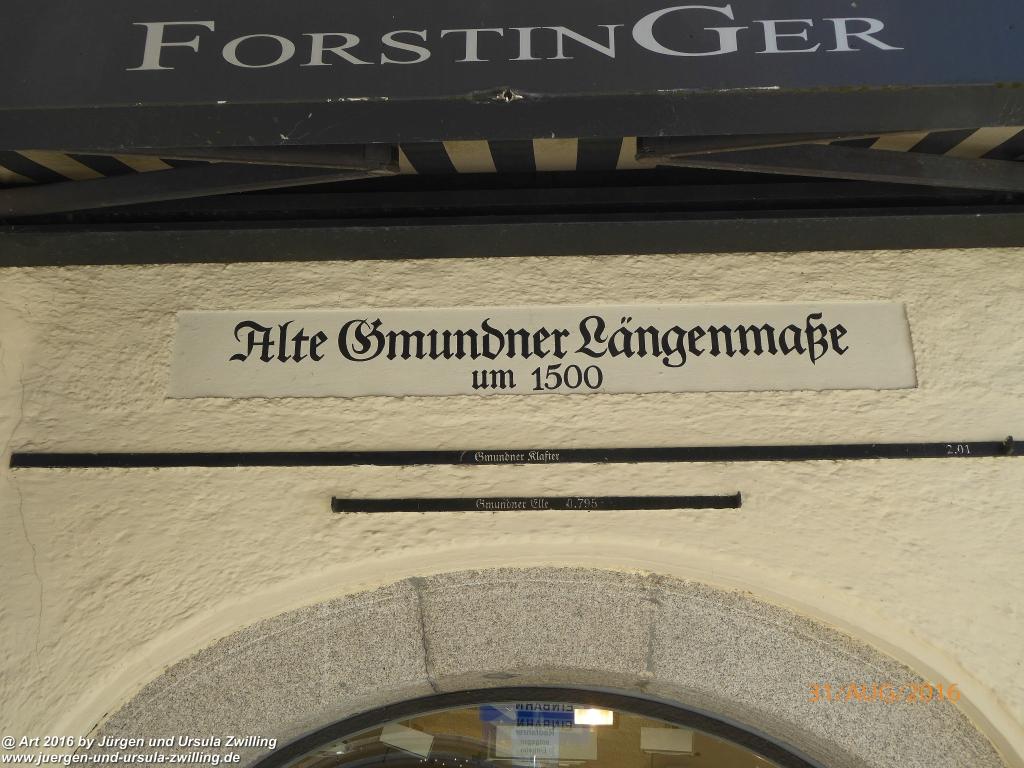 FORSTINGER
Alte Gmundner Längenmaße
um 1500
Gmundner Klafter 2.01
Gmundner Elle 0.795
31/AUG/2016
EINBAHN
@ Art 2016 by Jürgen und Ursula Zwilling
www.juergen-und-ursula-zwilling.de